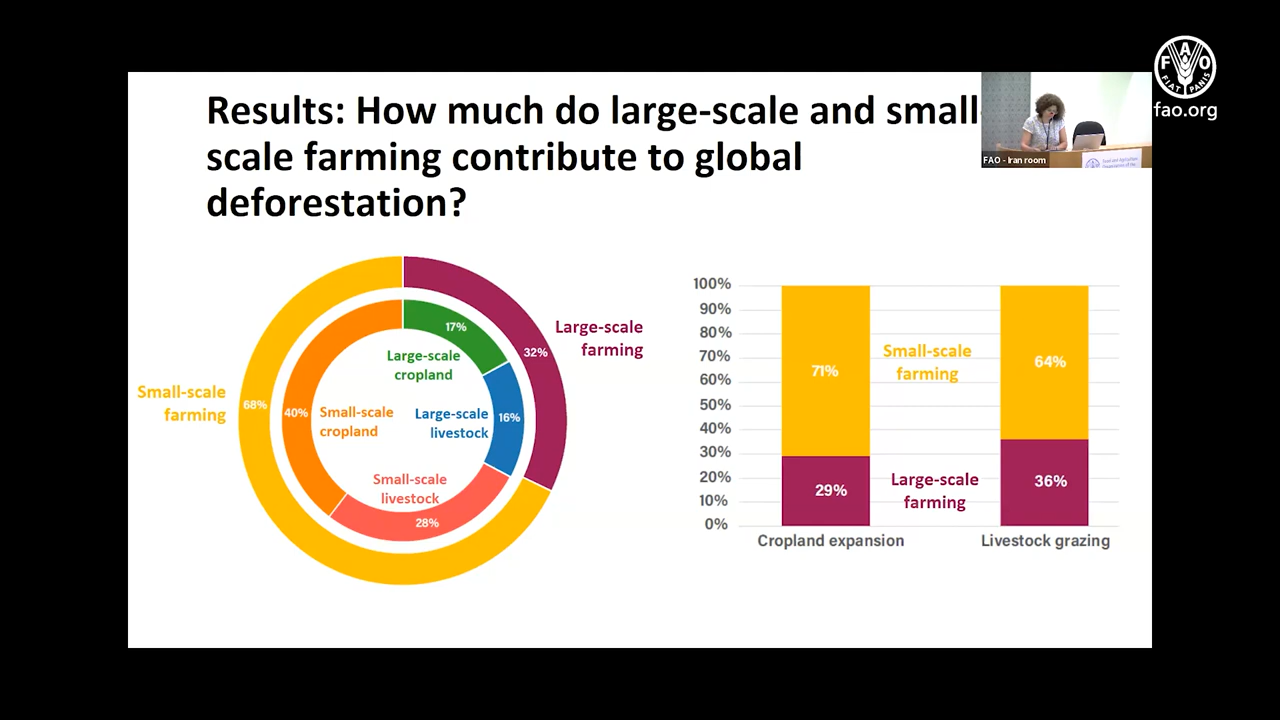 FAO
FIAT PANIS
fao.org
Results: How much do large-scale and small-
scale farming contribute to global
deforestation?
FAO - Iran room
Small-scale
farming
68%
40%
Small-scale
cropland
17%
Large-scale
cropland
Large-scale
livestock
16%
Small-scale
livestock
28%
32%
Large-scale
farming
100%
90%
80%
70%
60%
50%
40%
30%
20%
10%
0%
71%
29%
Small-scale
farming
Large-scale
farming
64%
36%
Cropland expansion
Livestock grazing